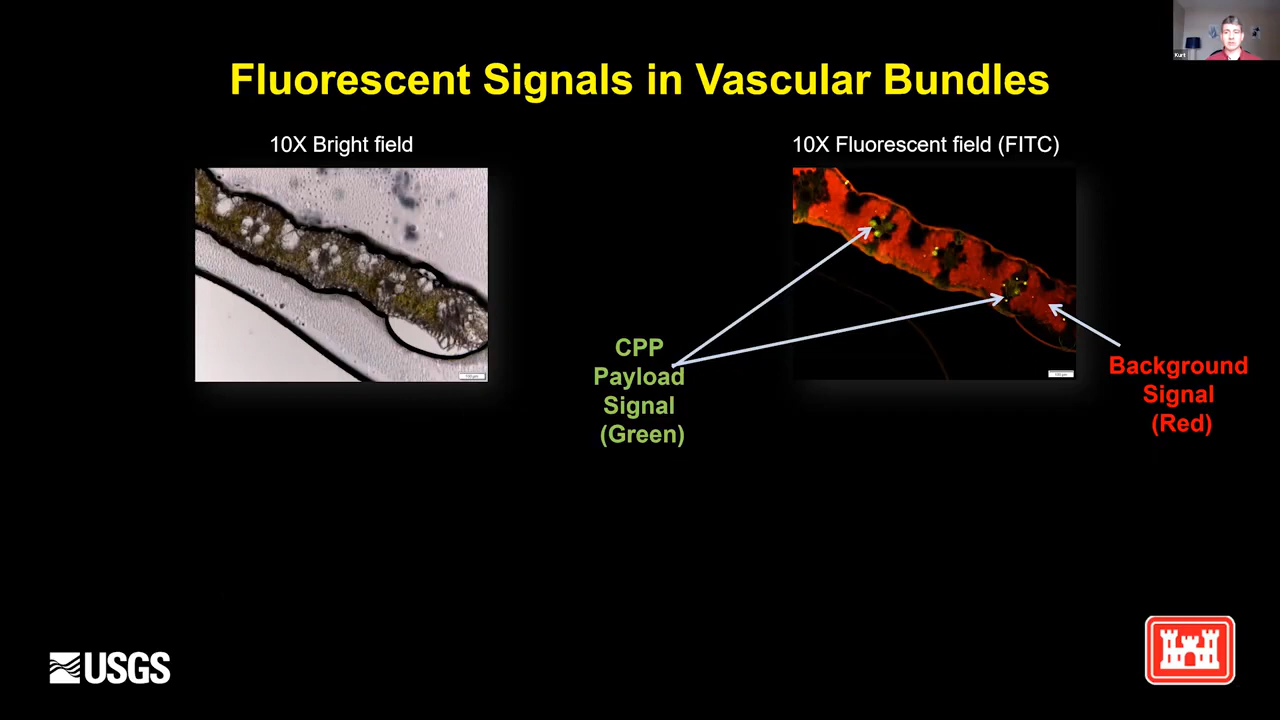 Kurt
Fluorescent Signals in Vascular Bundles
10X Bright field
10X Fluorescent field (FITC)
CPP
Payload
Signal
(Green)
Background
Signal
(Red)
USGS